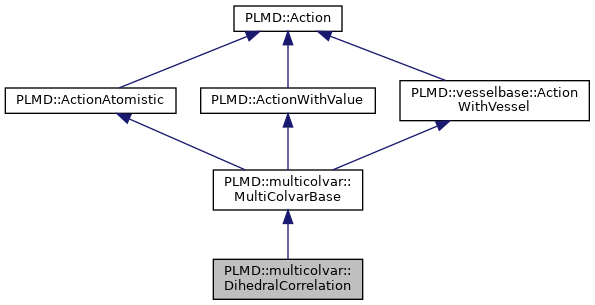 PLMD::Action
PLMD::ActionAtomistic
PLMD::ActionWithValue
PLMD::vesselbase::Action
WithVessel
PLMD::multicolvar::
MultiColvarBase
PLMD::multicolvar::
DihedralCorrelation